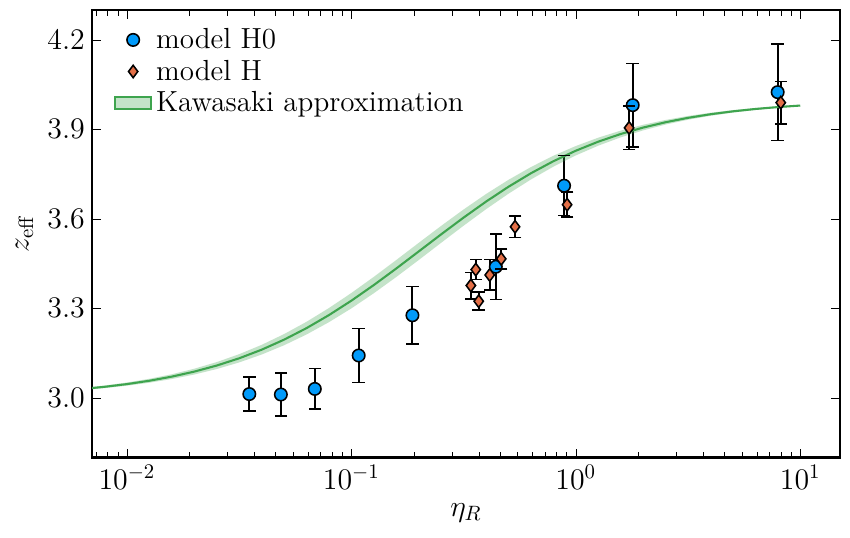 model H0
model H
Kawasaki approximation
4.2
3.9
3.6
3.3
3.0
z_eff
10⁻² 10⁻¹ 10⁰ 10¹
η_R